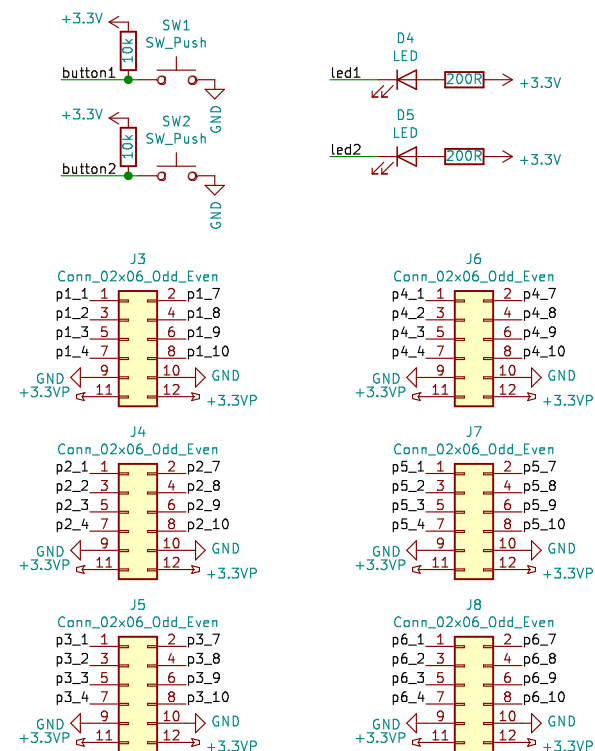 +3.3V
SW1
SW_Push
10k
button1
GND
+3.3V
SW2
SW_Push
10k
button2
GND
D4
LED
led1
200R
+3.3V
D5
LED
led2
200R
+3.3V
J3
Conn_02x06_Odd_Even
p1_1 1 2 p1_7
p1_2 3 4 p1_8
p1_3 5 6 p1_9
p1_4 7 8 p1_10
GND 9 10 GND
+3.3VP 11 12 +3.3VP
J6
Conn_02x06_Odd_Even
p4_1 1 2 p4_7
p4_2 3 4 p4_8
p4_3 5 6 p4_9
p4_4 7 8 p4_10
GND 9 10 GND
+3.3VP 11 12 +3.3VP
J4
Conn_02x06_Odd_Even
p2_1 1 2 p2_7
p2_2 3 4 p2_8
p2_3 5 6 p2_9
p2_4 7 8 p2_10
GND 9 10 GND
+3.3VP 11 12 +3.3VP
J7
Conn_02x06_Odd_Even
p5_1 1 2 p5_7
p5_2 3 4 p5_8
p5_3 5 6 p5_9
p5_4 7 8 p5_10
GND 9 10 GND
+3.3VP 11 12 +3.3VP
J5
Conn_02x06_Odd_Even
p3_1 1 2 p3_7
p3_2 3 4 p3_8
p3_3 5 6 p3_9
p3_4 7 8 p3_10
GND 9 10 GND
+3.3VP 11 12 +3.3VP
J8
Conn_02x06_Odd_Even
p6_1 1 2 p6_7
p6_2 3 4 p6_8
p6_3 5 6 p6_9
p6_4 7 8 p6_10
GND 9 10 GND
+3.3VP 11 12 +3.3VP